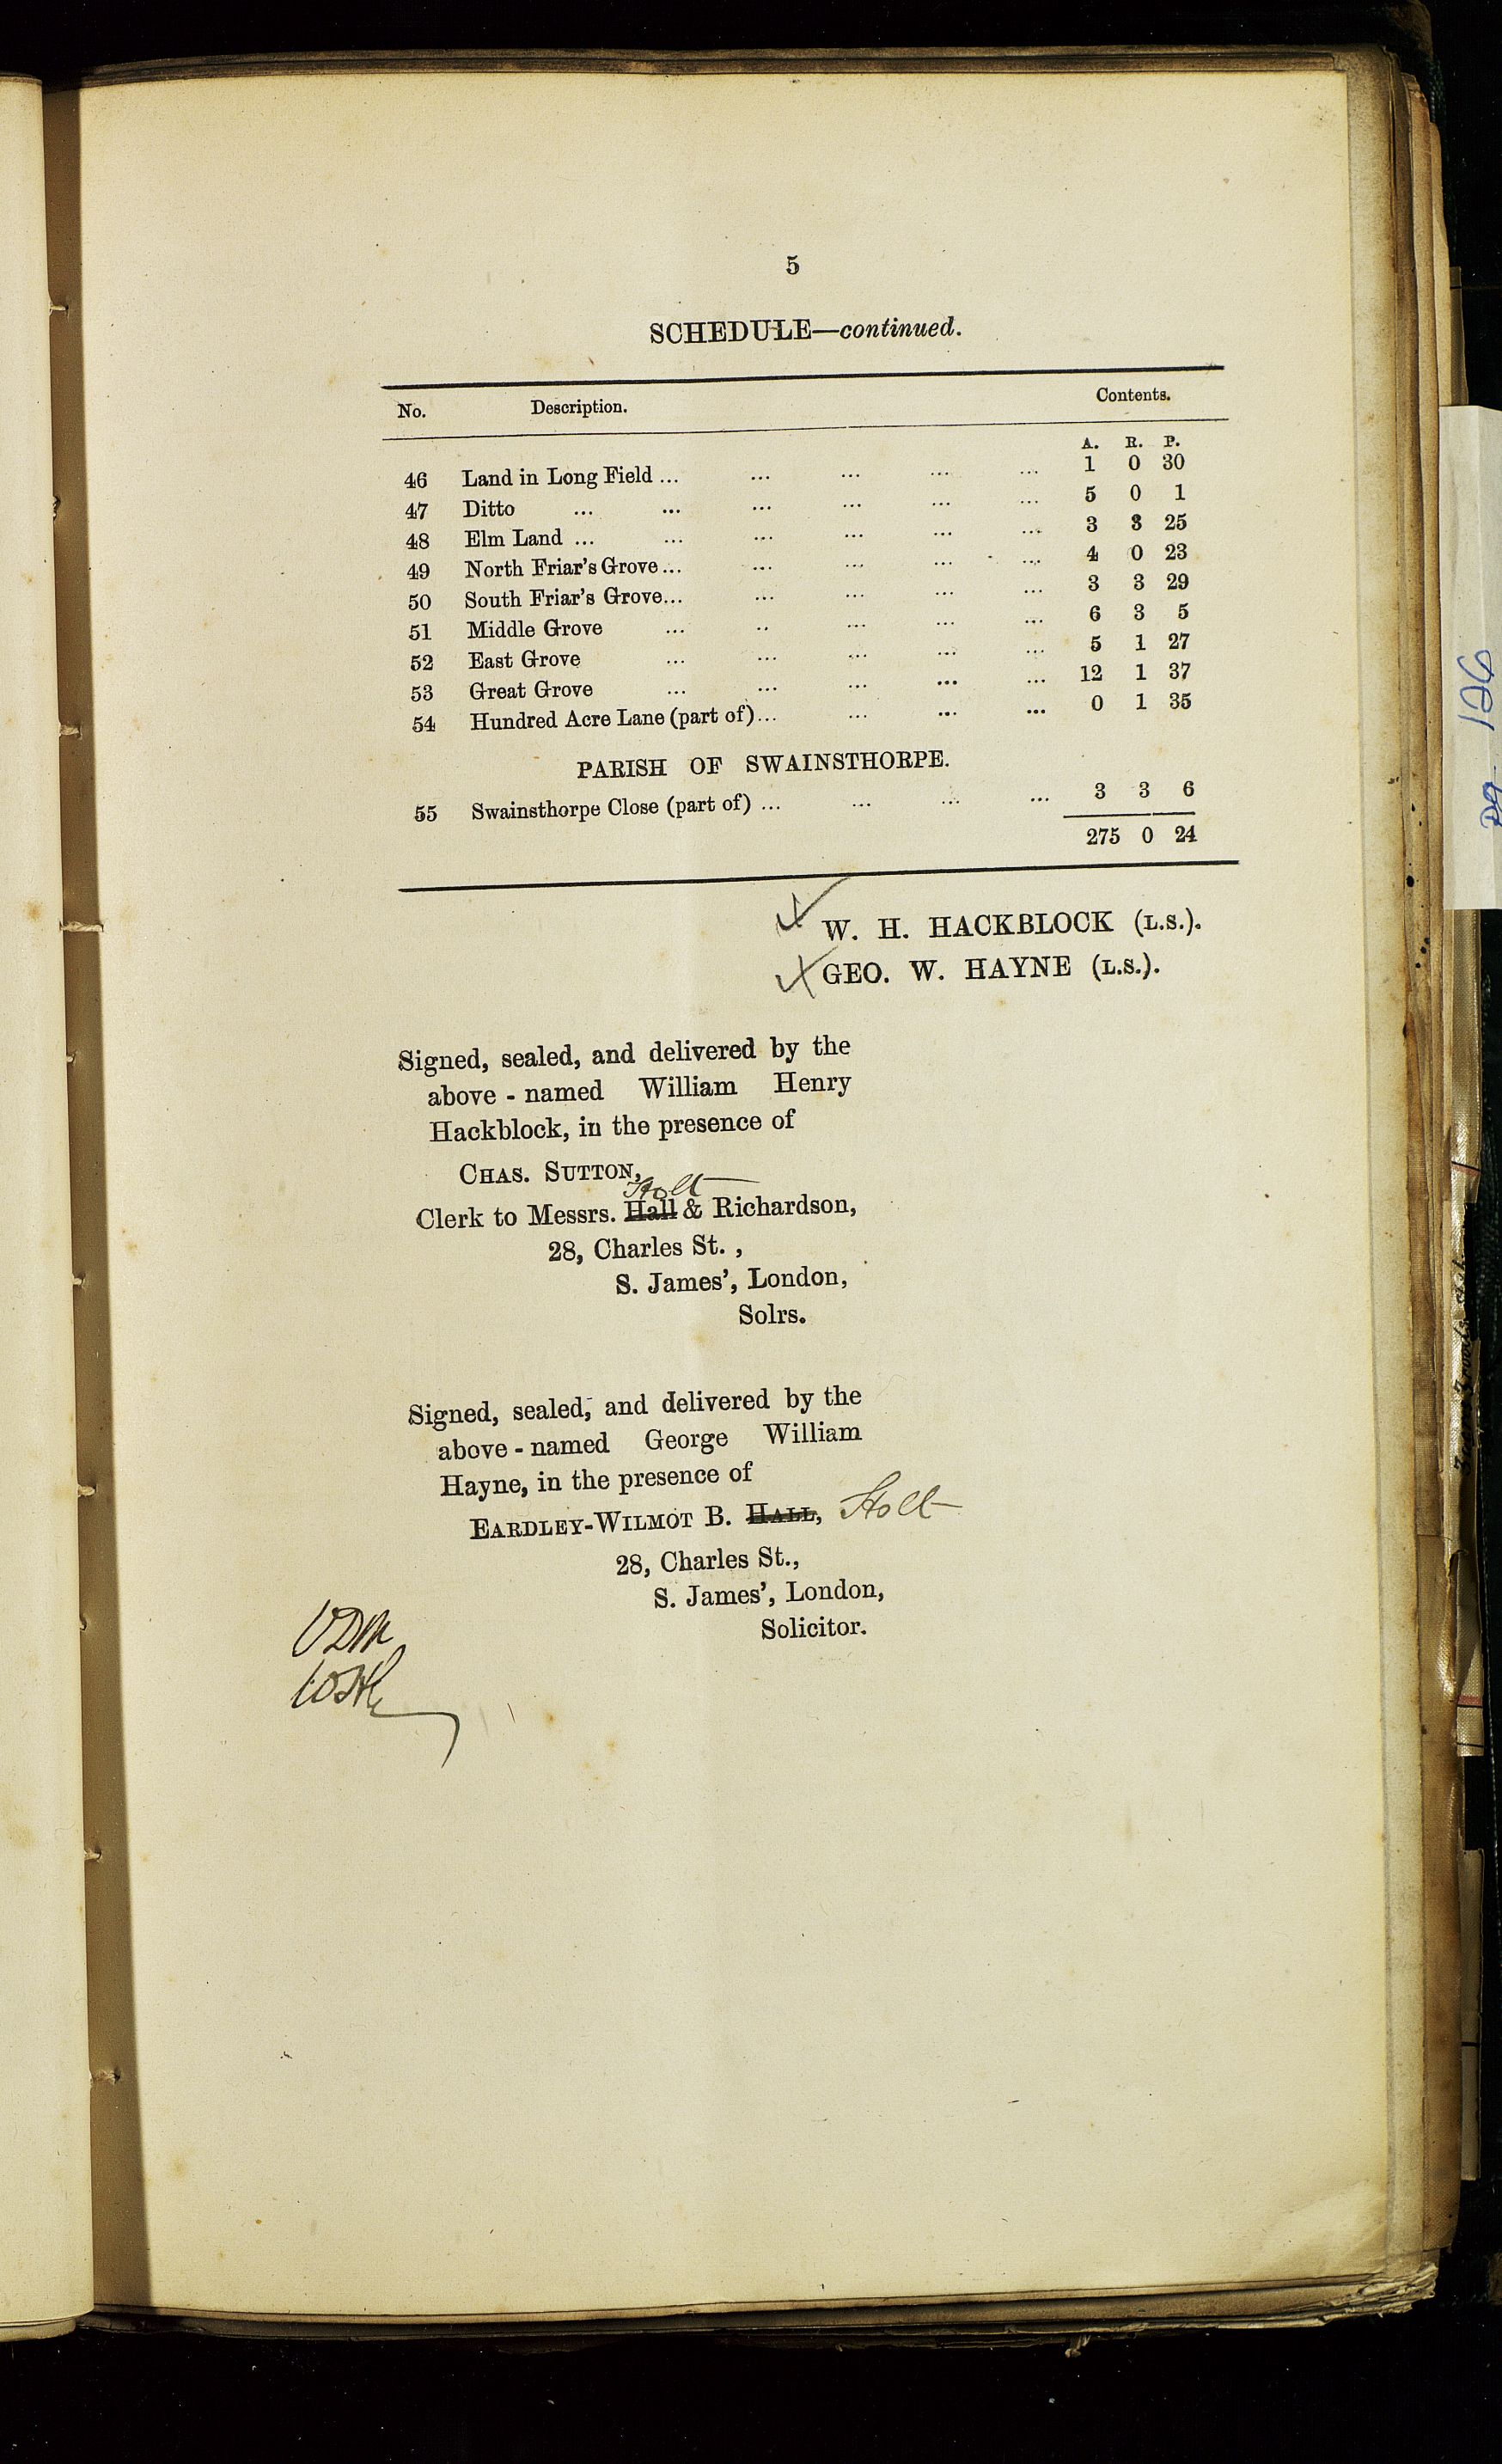 5
SCHEDULE—continued.
No. Description. Contents.
A. R. P.
46 Land in Long Field ... ... ... ... ... 1 0 30
47 Ditto ... ... ... ... ... ... 5 0 1
48 Elm Land ... ... ... ... ... ... 3 3 25
49 North Friar's Grove ... ... ... ... ... 4 0 23
50 South Friar's Grove... ... ... ... ... 3 3 29
51 Middle Grove ... .. ... ... ... 6 3 5
52 East Grove ... ... ... ... ... 5 1 27
53 Great Grove ... ... ... ... ... 12 1 37
54 Hundred Acre Lane (part of)... ... ... ... 0 1 35
PARISH OF SWAINSTHORPE.
55 Swainsthorpe Close (part of) ... ... ... ... 3 3 6
275 0 24
W. H. HACKBLOCK (L.S.).
GEO. W. HAYNE (L.S.).
Signed, sealed, and delivered by the
above-named William Henry
Hackblock, in the presence of
CHAS. SUTTON,
Holt
Clerk to Messrs. Hall & Richardson,
28, Charles St. ,
S. James', London,
Solrs.
Signed, sealed, and delivered by the
above-named George William
Hayne, in the presence of
EARDLEY-WILMOT B. HALL, Holt
28, Charles St.,
S. James', London,
Solicitor.